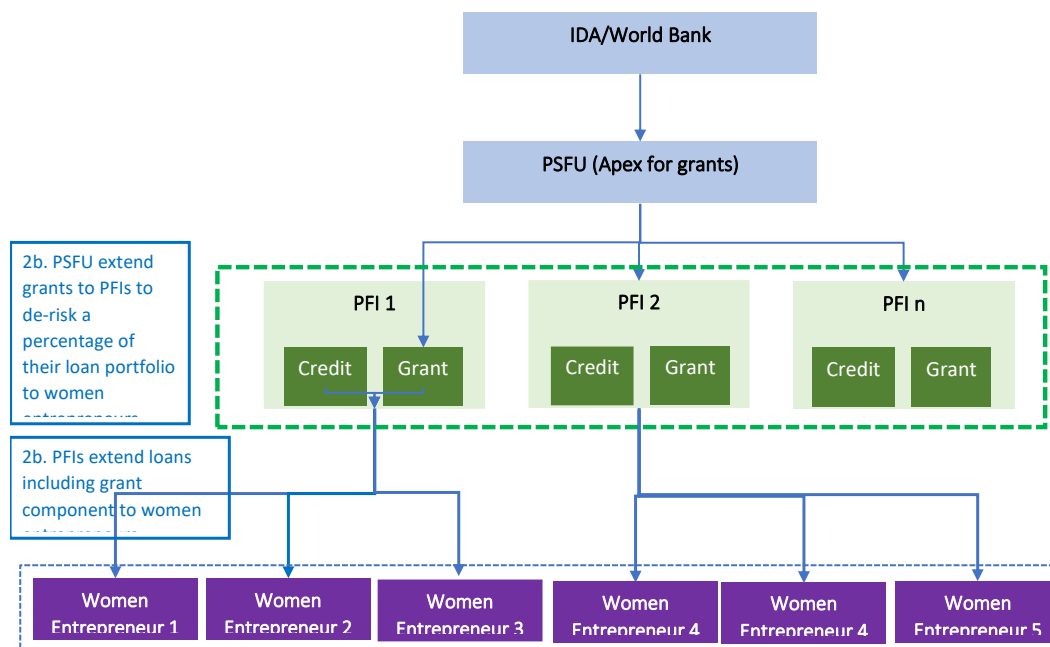 IDA/World Bank
PSFU (Apex for grants)
2b. PSFU extend
grants to PFIs to
de-risk a
percentage of
their loan portfolio
to women
entrepreneurs
PFI 1
Credit
Grant
PFI 2
Credit
Grant
PFI n
Credit
Grant
2b. PFIs extend loans
including grant
component to women
Women
Entrepreneur 1
Women
Entrepreneur 2
Women
Entrepreneur 3
Women
Entrepreneur 4
Women
Entrepreneur 4
Women
Entrepreneur 5